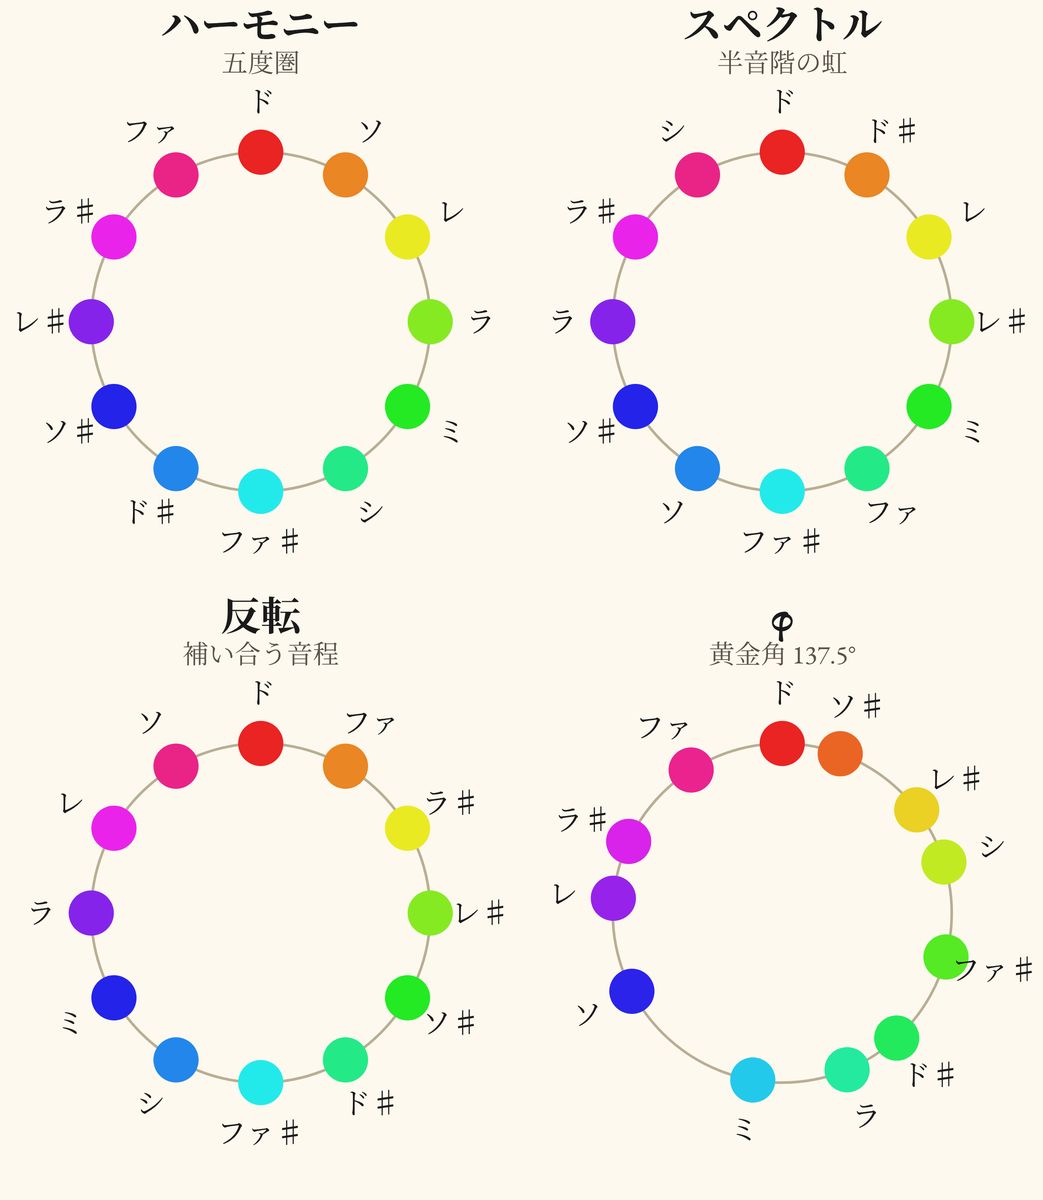 ハーモニー
五度圏
ド
ソ
レ
ラ
ミ
シ
ファ♯
ド♯
ソ♯
レ♯
ラ♯
ファ
スペクトル
半音階の虹
ド
ド♯
レ
レ♯
ミ
ファ
ファ♯
ソ
ソ♯
ラ
ラ♯
シ
反転
補い合う音程
ド
ファ
ラ♯
レ♯
ソ♯
ド♯
ファ♯
シ
ミ
ラ
レ
ソ
φ
黄金角 137.5°
ド
ソ♯
レ♯
シ
ファ♯
ド♯
ラ
ミ
ソ
レ
ラ♯
ファ